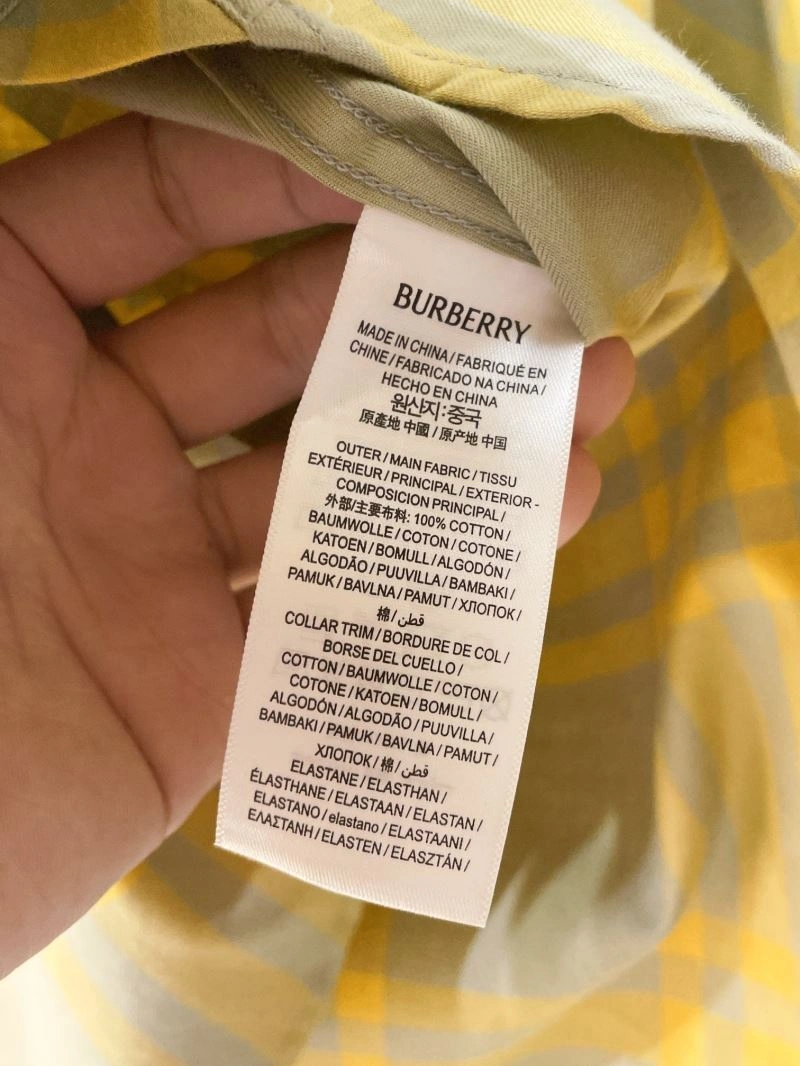 BURBERRY
MADE IN CHINA/FABRIQUÉ EN
CHINE/FABRICADO NA CHINA/
HECHO EN CHINA
원산지:중국
原產地 中國/原产地 中国
OUTER/MAIN FABRIC/TISSU
EXTÉRIEUR/PRINCIPAL/EXTERIOR-
COMPOSICION PRINCIPAL/
外部/主要布料: 100% COTTON/
BAUMWOLLE/COTON/COTONE/
KATOEN/BOMULL/ALGODÓN/
ALGODÃO/PUUVILLA/BAMBAKI/
PAMUK/BAVLNA/PAMUT/ХЛОПОК/
棉/قطن
COLLAR TRIM/BORDURE DE COL/
BORSE DEL CUELLO/
COTTON/BAUMWOLLE/COTON/
COTONE/KATOEN/BOMULL/
ALGODÓN/ALGODÃO/PUUVILLA/
BAMBAKI/PAMUK/BAVLNA/PAMUT/
ХЛОПОК/棉/قطن
ELASTANE/ELASTHAN/
ÉLASTHANE/ELASTAAN/ELASTAN/
ELASTANO/elastano/ELASTAANI/
ΕΛΑΣΤΑΝΗ/ELASTEN/ELASZTÁN/